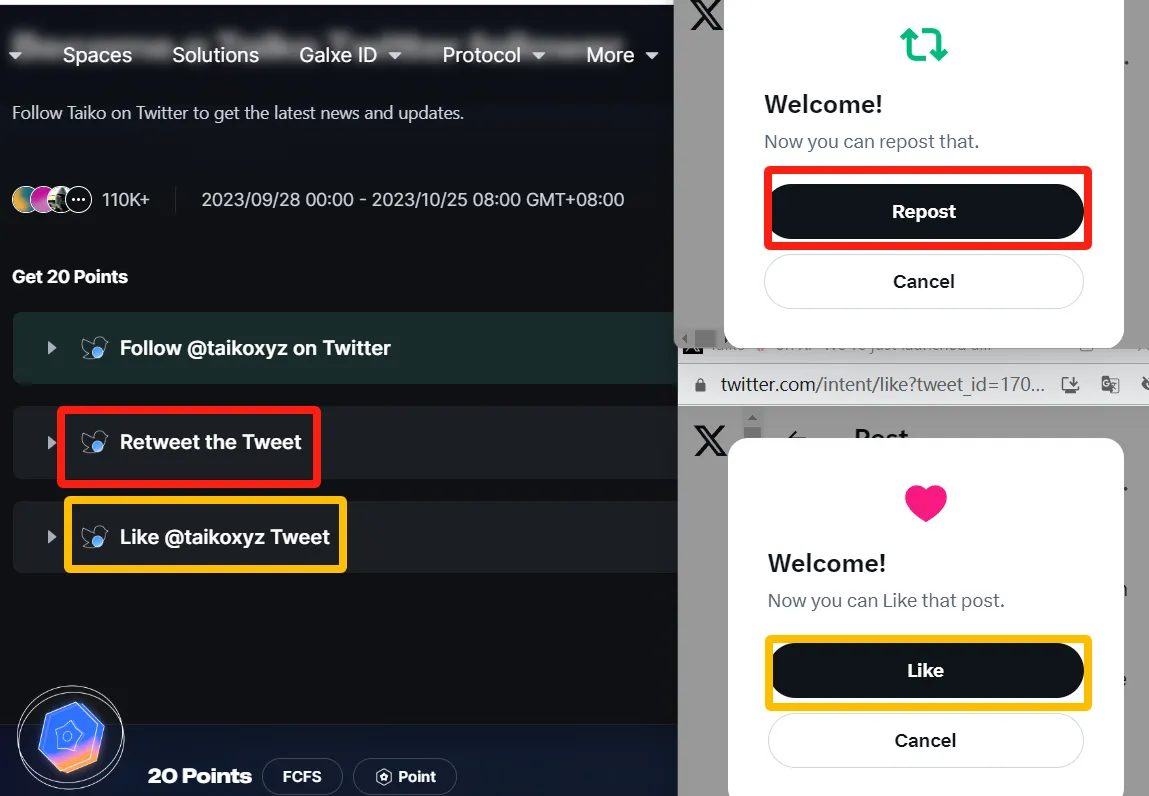 Spaces Solutions Galxe ID Protocol More
Follow Taiko on Twitter to get the latest news and updates.
110K+ 2023/09/28 00:00 - 2023/10/25 08:00 GMT+08:00
Get 20 Points
Follow @taikoxyz on Twitter
Retweet the Tweet
Like @taikoxyz Tweet
20 Points FCFS Point
Welcome!
Now you can repost that.
Repost
Cancel
twitter.com/intent/like?tweet_id=170...
Post
Welcome!
Now you can Like that post.
Like
Cancel